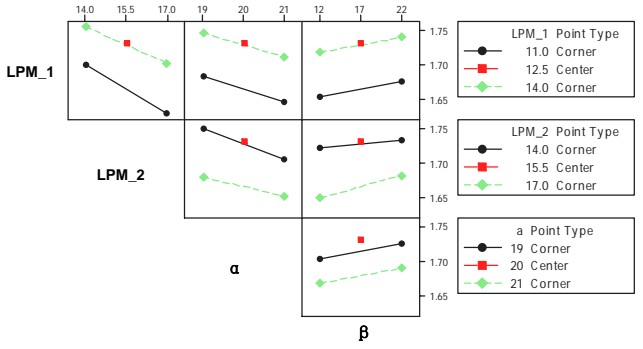 14.0 15.5 17.0 19 20 21 12 17 22
LPM_1
1.75
1.70
1.65
LPM_1 Point Type
11.0 Corner
12.5 Center
14.0 Corner
LPM_2
1.75
1.70
1.65
LPM_2 Point Type
14.0 Corner
15.5 Center
17.0 Corner
α
1.75
1.70
1.65
a Point Type
19 Corner
20 Center
21 Corner
β